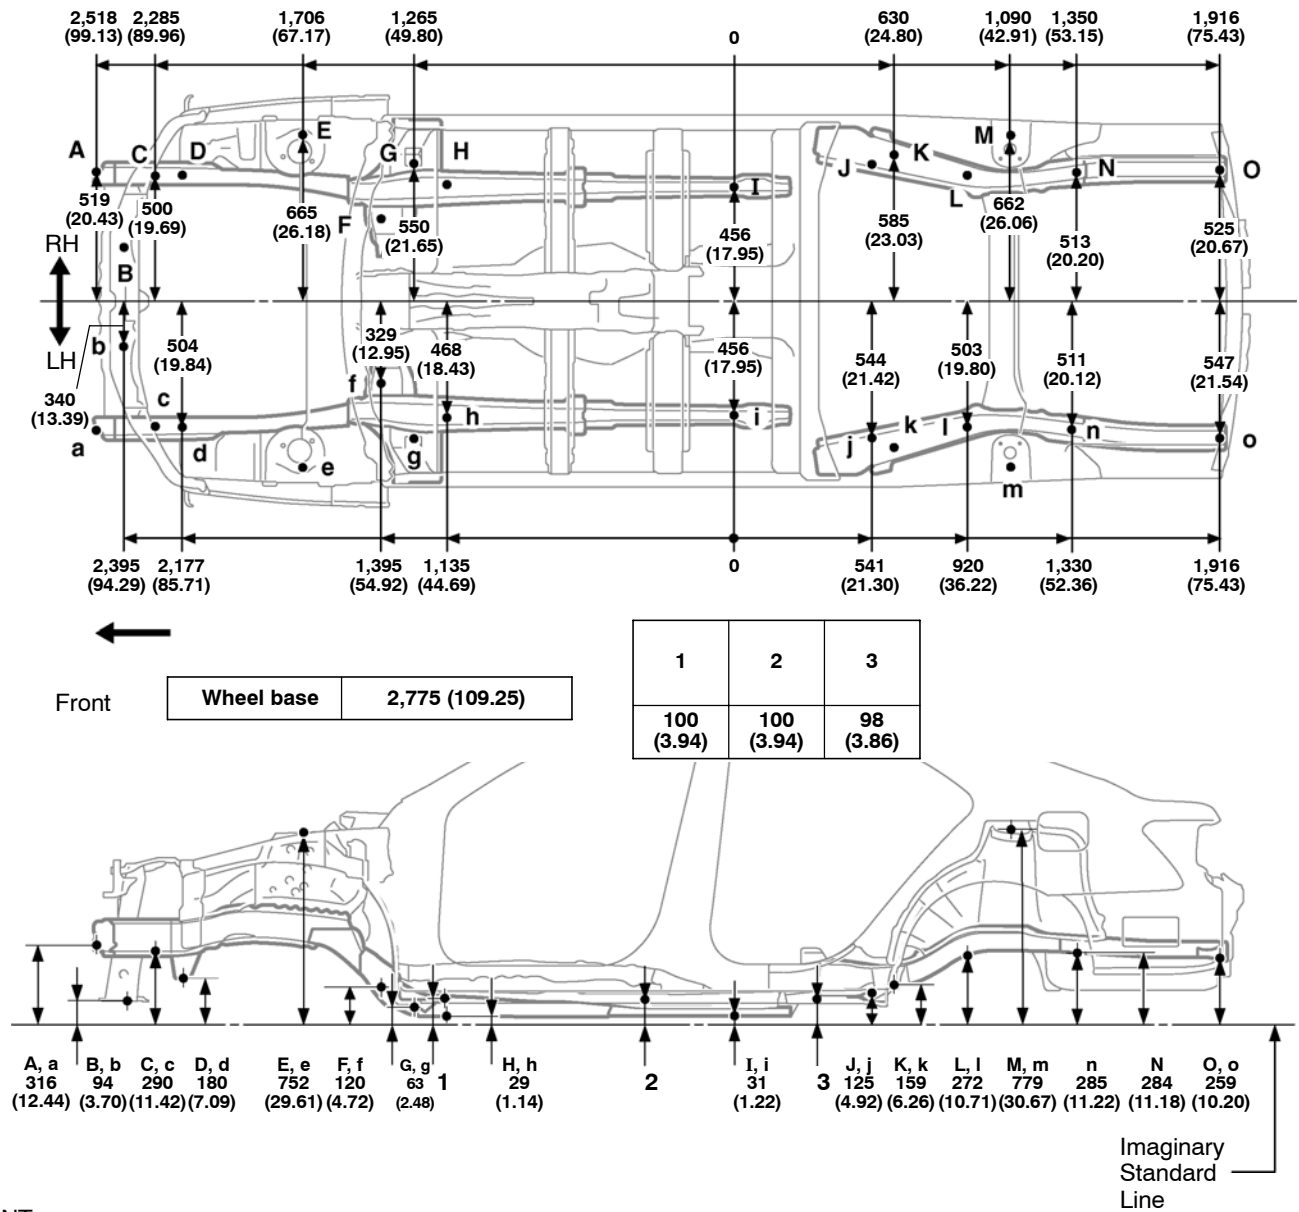 2,518 2,285 1,706 1,265 630 1,090 1,350 1,916
(99.13) (89.96) (67.17) (49.80) 0 (24.80) (42.91) (53.15) (75.43)
E M
A C D G H K
J N O
I
519 500 L
(20.43) (19.69) 665 F 550 662
(26.18) (21.65) 456 585 (26.06) 525
RH (17.95) (23.03) 513 (20.67)
B (20.20)
329
LH b 504 (12.95) 468 456 544 503 511 547
(19.84) (18.43) (17.95) (21.42) (19.80) (20.12) (21.54)
340 f
(13.39) c
h i k l n
a d g j o
e m
2,395 2,177 1,395 1,135 0 541 920 1,330 1,916
(94.29) (85.71) (54.92) (44.69) (21.30) (36.22) (52.36) (75.43)
1 2 3
Front Wheel base 2,775 (109.25)
100 100 98
(3.94) (3.94) (3.86)
A, a B, b C, c D, d E, e F, f G, g H, h I, i J, j K, k L, l M, m n N O, o
316 94 290 180 752 120 63 1 29 2 31 3 125 159 272 779 285 284 259
(12.44) (3.70) (11.42) (7.09) (29.61) (4.72) (2.48) (1.14) (1.22) (4.92) (6.26) (10.71) (30.67) (11.22) (11.18) (10.20)
Imaginary
Standard
Line